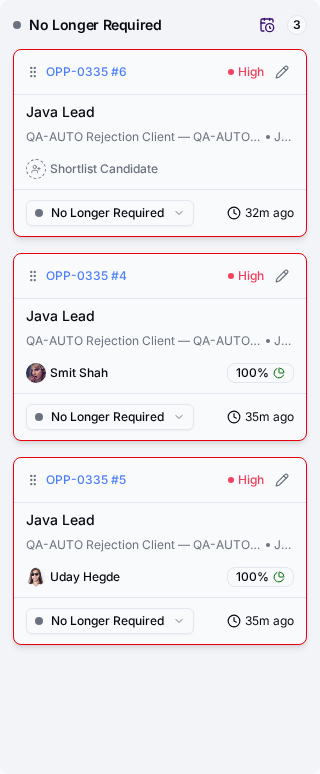 No Longer Required
3
OPP-0335 #6
High
Java Lead
QA-AUTO Rejection Client — QA-AUTO... • J...
Shortlist Candidate
No Longer Required
32m ago
OPP-0335 #4
High
Java Lead
QA-AUTO Rejection Client — QA-AUTO... • J...
Smit Shah
100%
No Longer Required
35m ago
OPP-0335 #5
High
Java Lead
QA-AUTO Rejection Client — QA-AUTO... • J...
Uday Hegde
100%
No Longer Required
35m ago